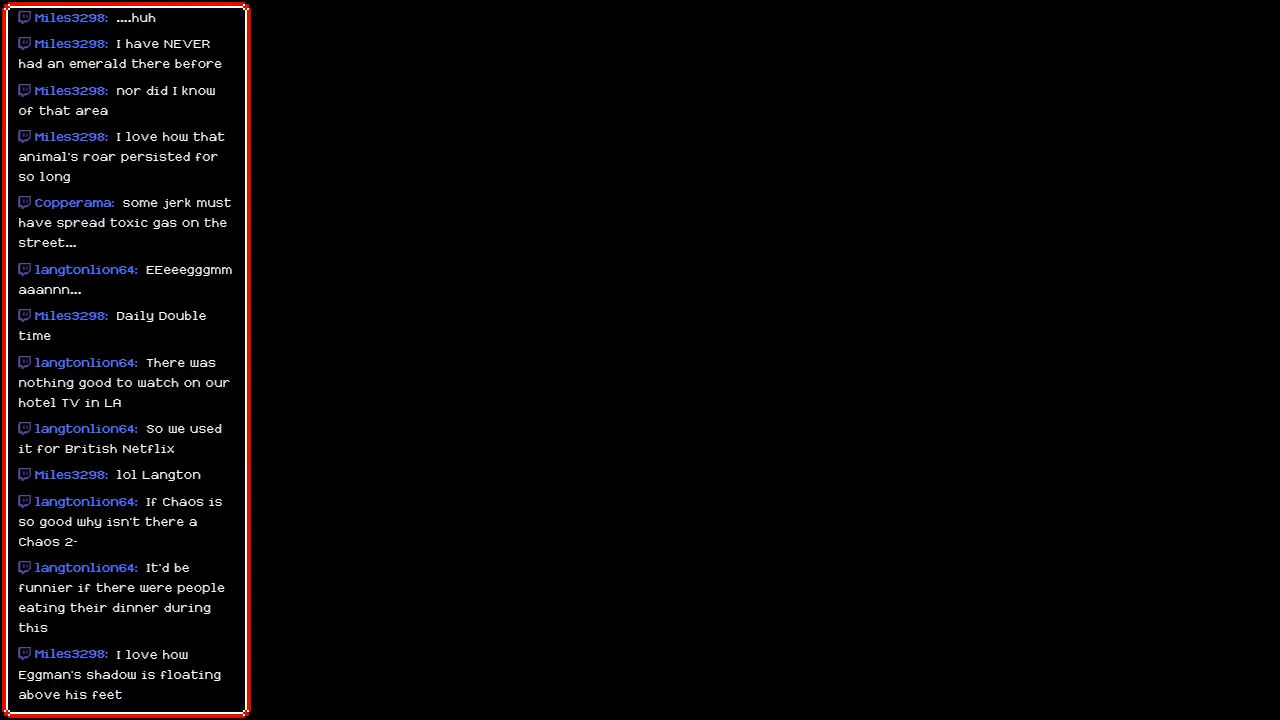 Miles3298: ....huh
Miles3298: I have NEVER
had an emerald there before
Miles3298: nor did I know
of that area
Miles3298: I love how that
animal's roar persisted for
so long
Copperama: some jerk must
have spread toxic gas on the
street...
langtonlion64: EEeeegggmm
aaannn...
Miles3298: Daily Double
time
langtonlion64: There was
nothing good to watch on our
hotel TV in LA
langtonlion64: So we used
it for British Netflix
Miles3298: lol Langton
langtonlion64: If Chaos is
so good why isn't there a
Chaos 2-
langtonlion64: It'd be
funnier if there were people
eating their dinner during
this
Miles3298: I love how
Eggman's shadow is floating
above his feet